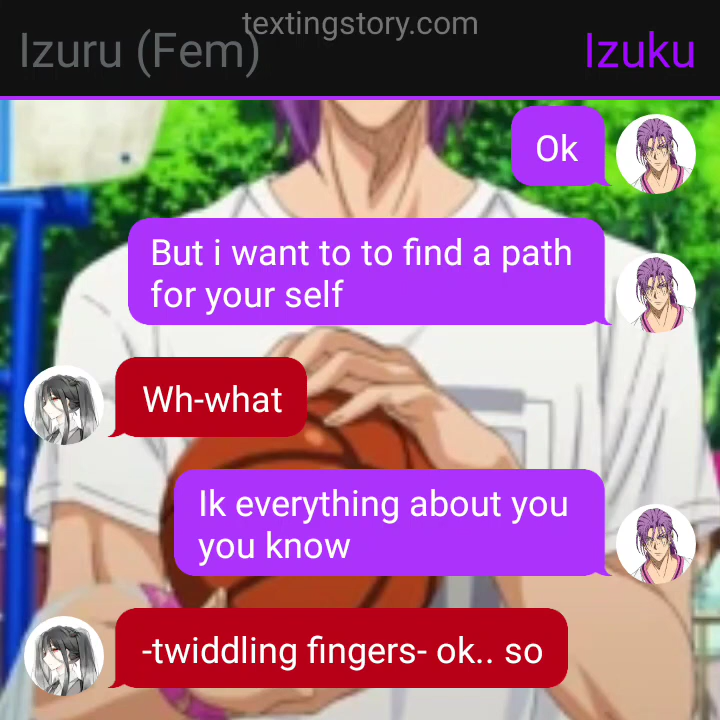 textingstory.com
Izuru (Fem)
Izuku
Ok
But i want to to find a path
for your self
Wh-what
Ik everything about you
you know
-twiddling fingers- ok.. so